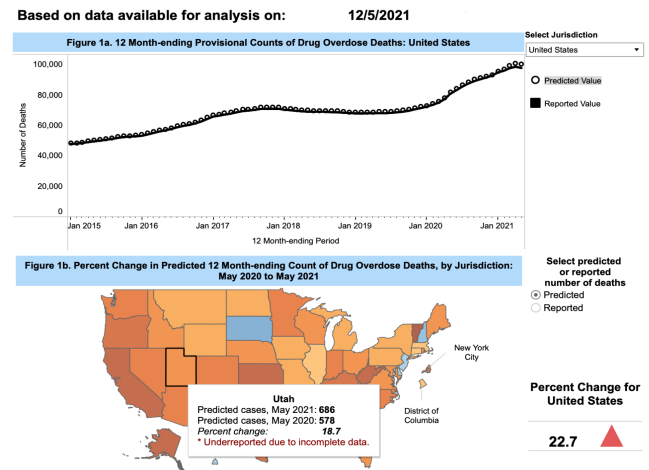 Based on data available for analysis on: 12/5/2021
Select Jurisdiction
Figure 1a. 12 Month-ending Provisional Counts of Drug Overdose Deaths: United States
United States
100,000
80,000
60,000
40,000
20,000
0
Number of Deaths
Predicted Value
Reported Value
Jan 2015 Jan 2016 Jan 2017 Jan 2018 Jan 2019 Jan 2020 Jan 2021
12 Month-ending Period
Figure 1b. Percent Change in Predicted 12 Month-ending Count of Drug Overdose Deaths, by Jurisdiction:
May 2020 to May 2021
Select predicted
or reported
number of deaths
Predicted
Reported
New York
City
District of
Columbia
Utah
Predicted cases, May 2021: 686
Predicted cases, May 2020: 578
Percent change: 18.7
* Underreported due to incomplete data.
Percent Change for
United States
22.7